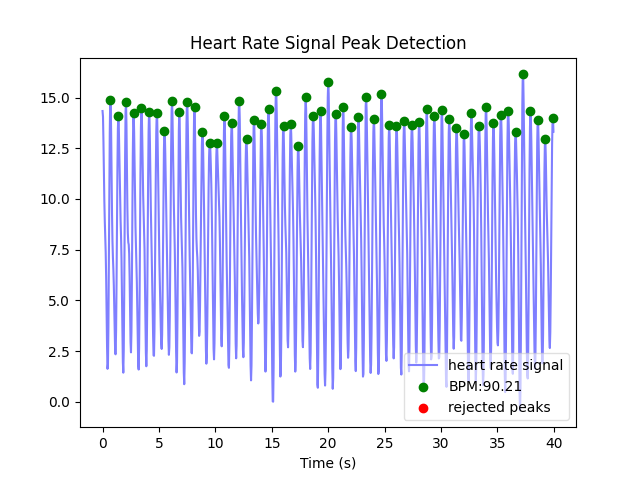 Heart Rate Signal Peak Detection
15.0
12.5
10.0
7.5
5.0
2.5
0.0
heart rate signal
BPM:90.21
rejected peaks
0 5 10 15 20 25 30 35 40
Time (s)